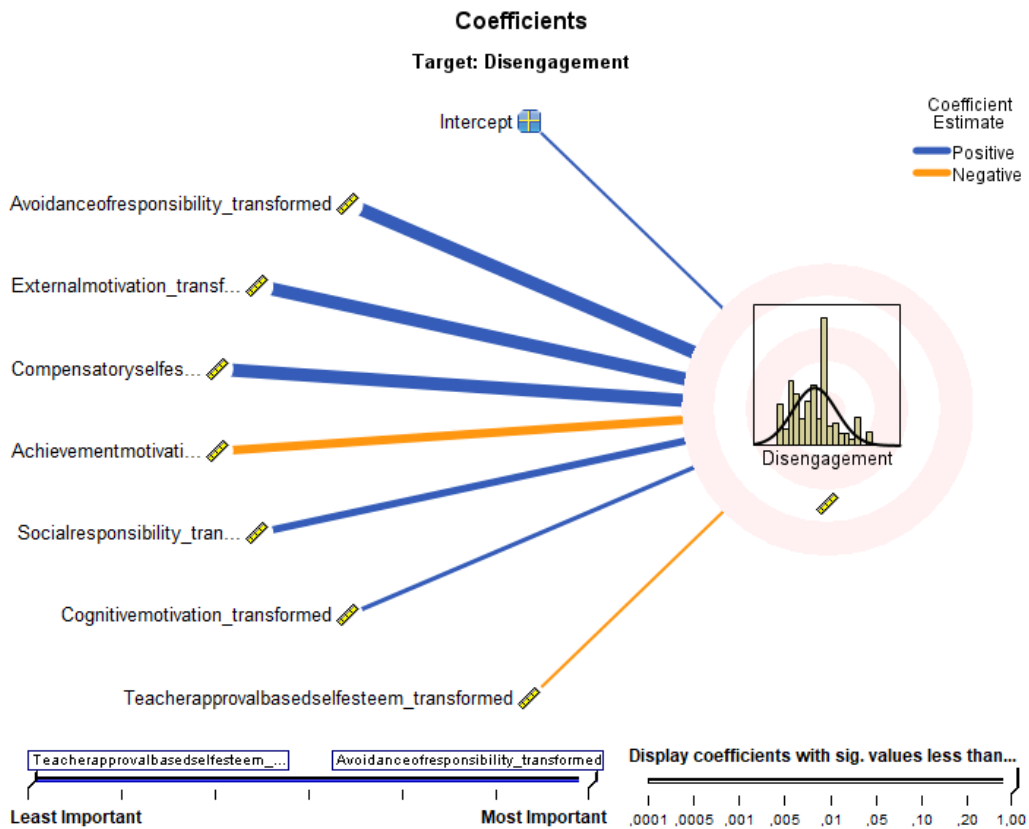 Coefficients
Target: Disengagement
Coefficient
Estimate
Positive
Negative
Intercept
Avoidanceofresponsibility_transformed
Externalmotivation_transf...
Compensatoryselfes...
Achievementmotivati...
Socialresponsibility_tran...
Cognitivemotivation_transformed
Teacherapprovalbasedselfesteem_transformed
Disengagement
Teacherapprovalbasedselfesteem_...
Avoidanceofresponsibility_transformed
Least Important
Most Important
Display coefficients with sig. values less than...
,0001 ,0005 ,001 ,005 ,01 ,05 ,10 ,20 1,00